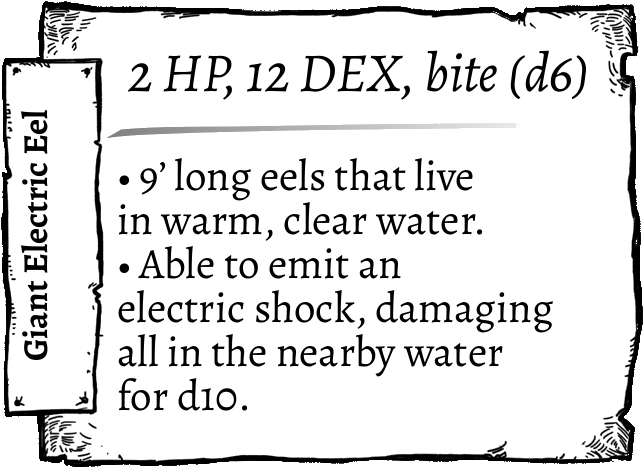 Giant Electric Eel
2 HP, 12 DEX, bite (d6)
• 9’ long eels that live
in warm, clear water.
• Able to emit an
electric shock, damaging
all in the nearby water
for d10.